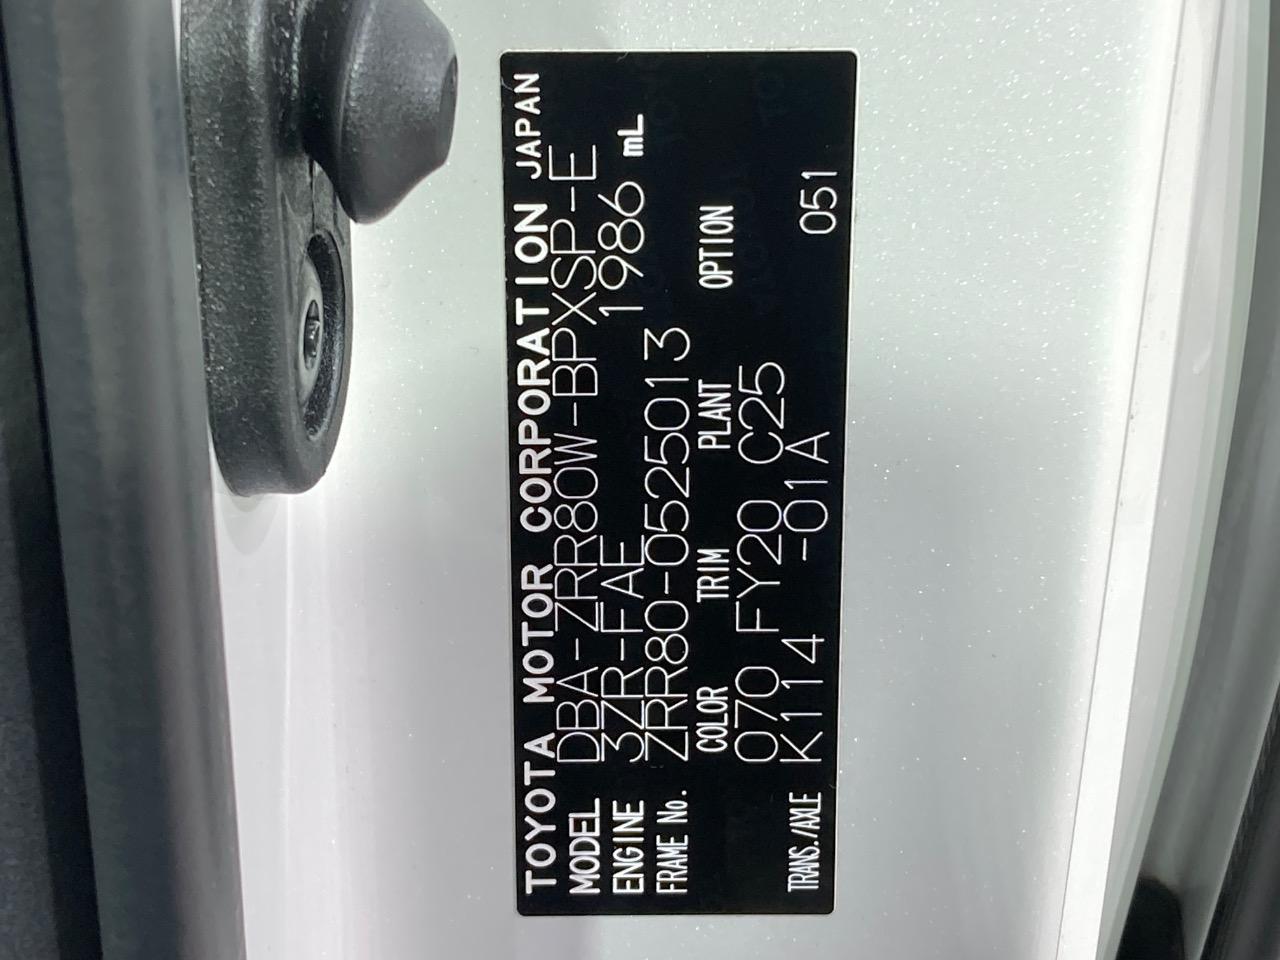 TOYOTA MOTOR CORPORATION JAPAN
MODEL DBA-ZRR80W-BPXSP-E
ENGINE 3ZR-FAE 1986 mL
FRAME No. ZRR80-0525013
COLOR TRIM PLANT OPTION
070 FY20 C25
TRANS./AXLE K114 -01A 051